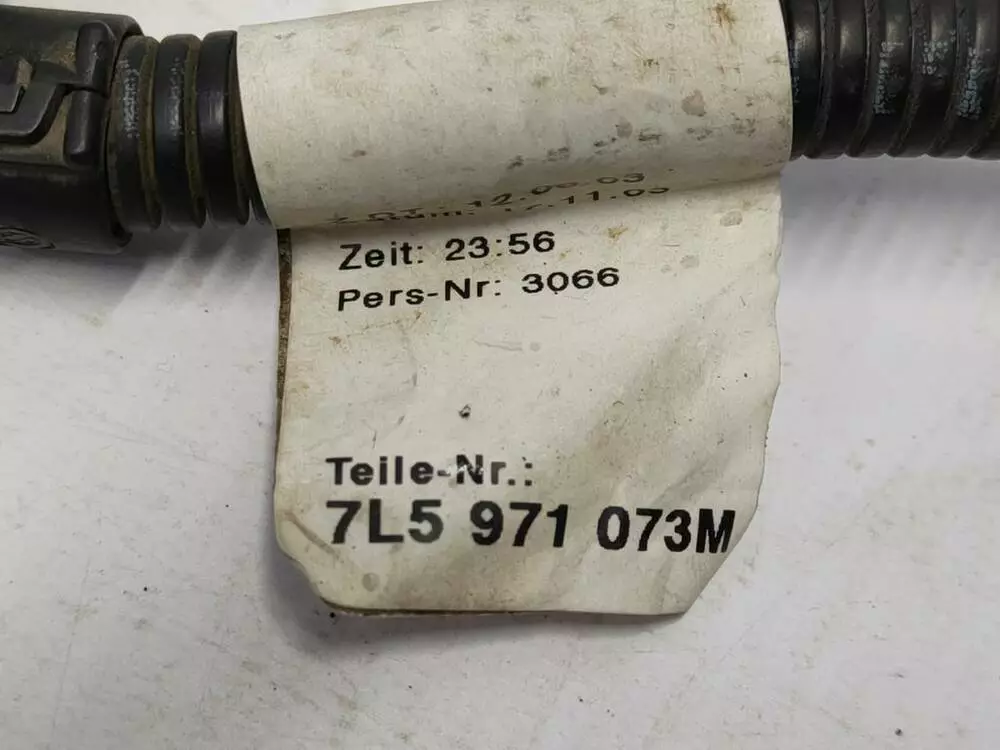 Zeit: 23:56
Pers-Nr: 3066
Teile-Nr.:
7L5 971 073M